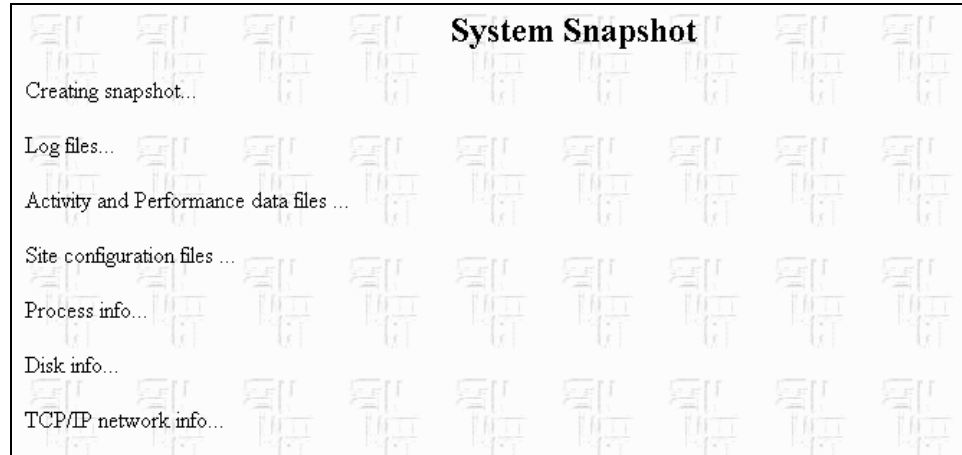 System Snapshot
Creating snapshot...
Log files...
Activity and Performance data files ...
Site configuration files ...
Process info...
Disk info...
TCP/IP network info...